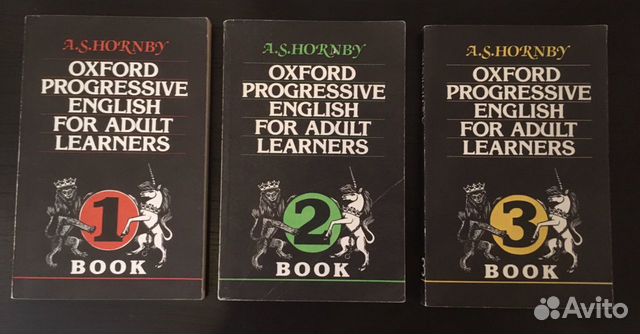 A.S.HORNBY
OXFORD
PROGRESSIVE
ENGLISH
FOR ADULT
LEARNERS
1
BOOK
A.S.HORNBY
OXFORD
PROGRESSIVE
ENGLISH
FOR ADULT
LEARNERS
2
BOOK
A.S.HORNBY
OXFORD
PROGRESSIVE
ENGLISH
FOR ADULT
LEARNERS
3
BOOK
Avito